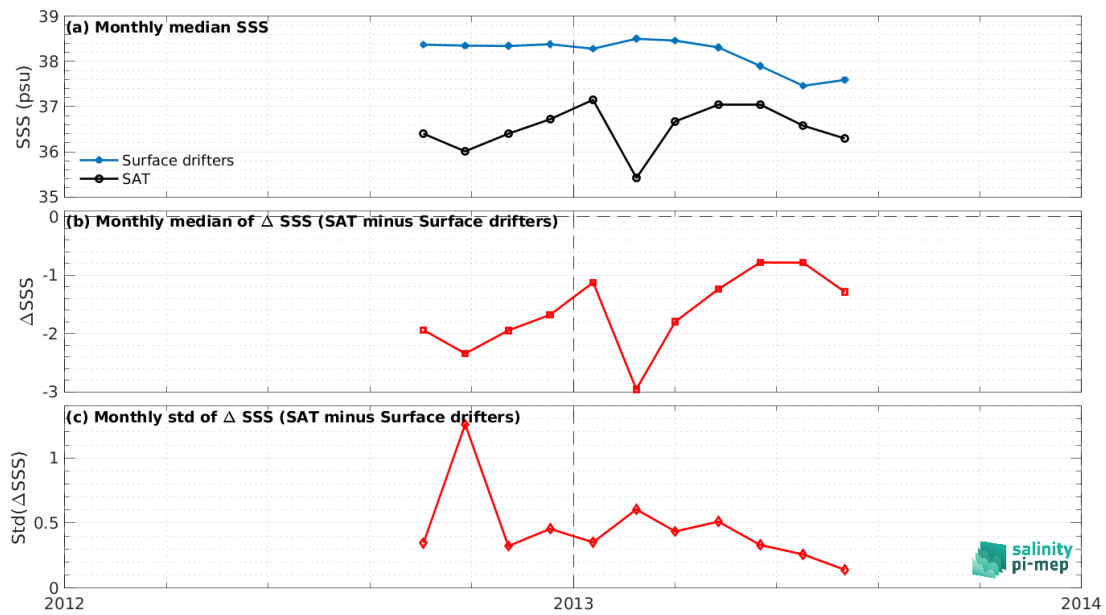 (a) Monthly median SSS
39
38
37
36
35
SSS (psu)
Surface drifters
SAT
(b) Monthly median of Δ SSS (SAT minus Surface drifters)
0
-1
-2
-3
ΔSSS
(c) Monthly std of Δ SSS (SAT minus Surface drifters)
1
0.5
0
Std(ΔSSS)
2012
2013
2014
salinity
pi-mep